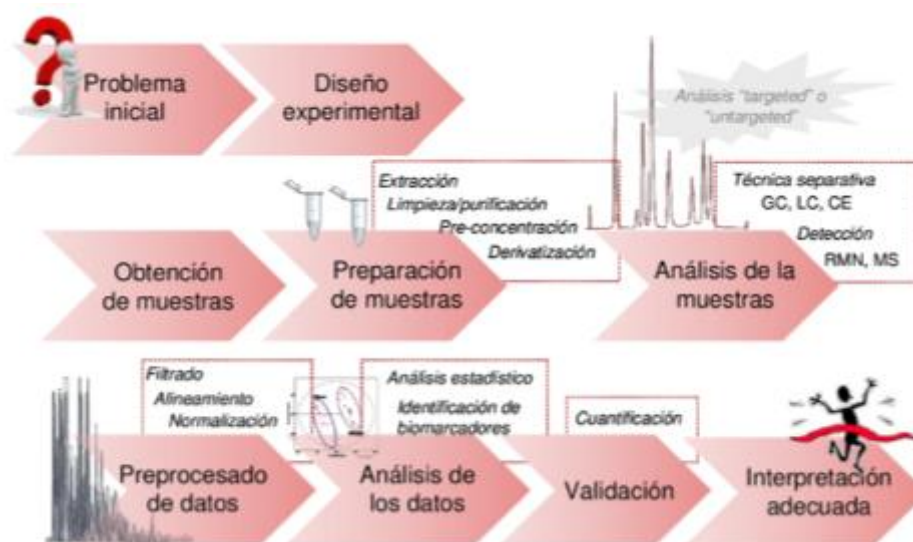 Problema
inicial
Diseño
experimental
Análisis "targeted" o
"untargeted"
Extracción
Limpieza/purificación
Pre-concentración
Derivatización
Técnica separativa
GC, LC, CE
Detección
RMN, MS
Obtención
de muestras
Preparación
de muestras
Análisis de la
muestras
Filtrado
Alineamiento
Normalización
Análisis estadístico
Identificación de
biomarcadores
Cuantificación
Preprocesado
de datos
Análisis de
los datos
Validación
Interpretación
adecuada